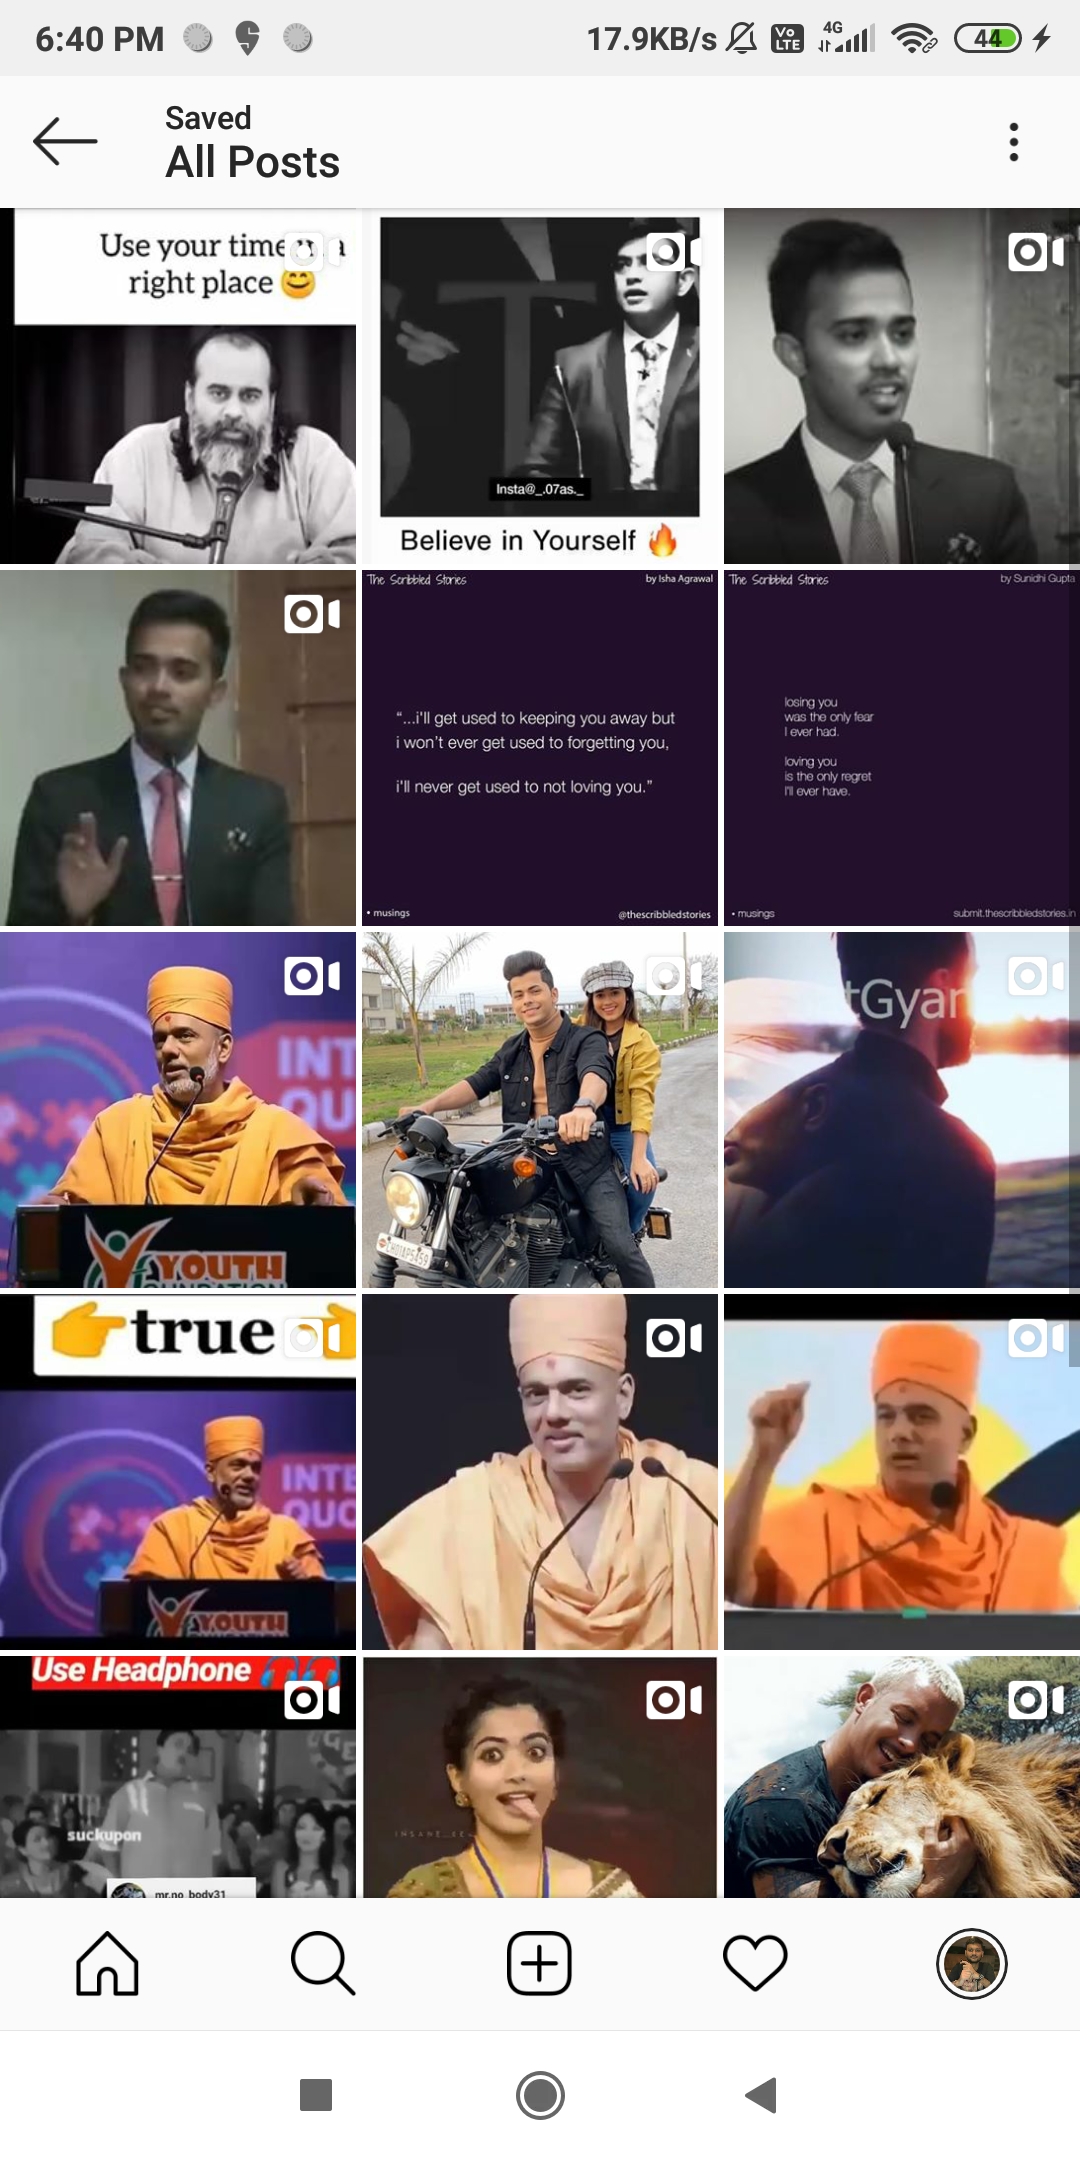 6:40 PM
17.9KB/s
Vo
LTE
4G
44
Saved
All Posts
Use your time
right place 😊
Insta@_.07as._
Believe in Yourself 🔥
The Scribbled Stories
by Isha Agrawal
“...i'll get used to keeping you away but
i won't ever get used to forgetting you,
i'll never get used to not loving you.”
• musings
@thescribbledstories
The Scribbled Stories
by Sunidhi Gupta
losing you
was the only fear
I ever had.
loving you
is the only regret
I'll ever have.
• musings
submit.thescribbledstories.in
INT
QU
YOUTH
tGyan
👉true
INTE
QUO
YOUTH
Use Headphone 🎧
suckupon
mr.no_body31